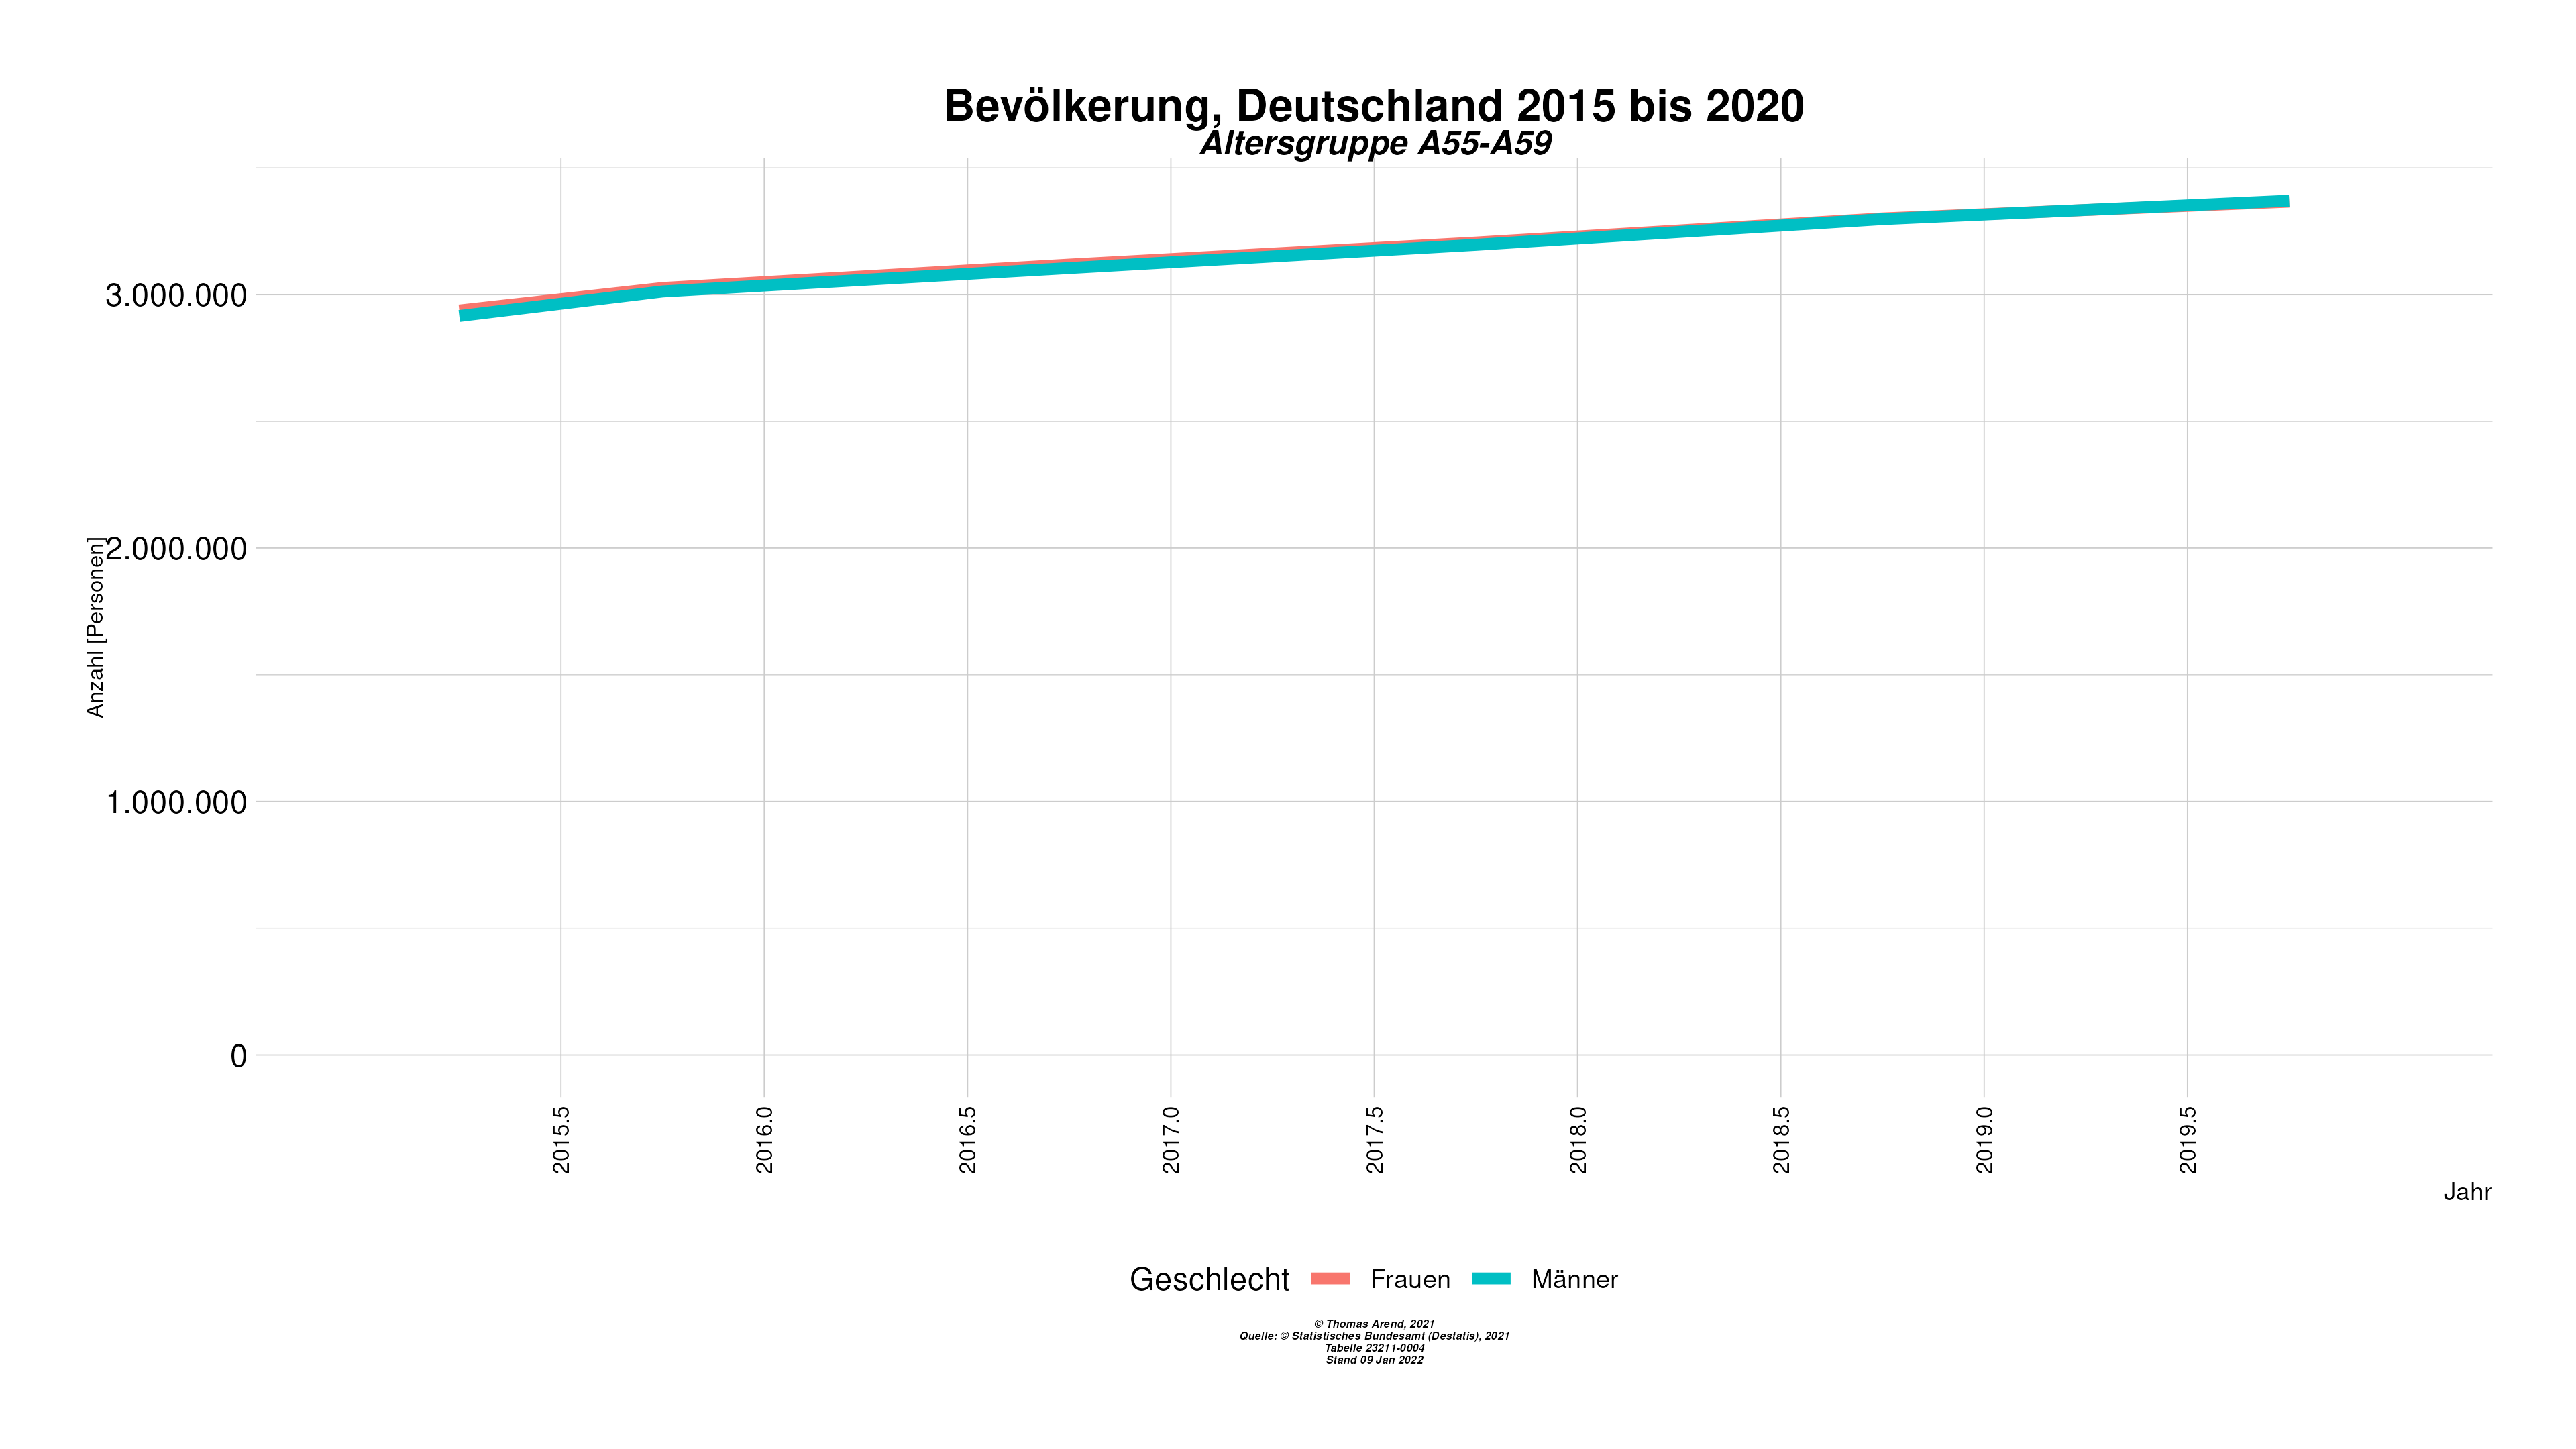 Bevölkerung, Deutschland 2015 bis 2020
Altersgruppe A55-A59
Anzahl [Personen]
3.000.000
2.000.000
1.000.000
0
2015.5
2016.0
2016.5
2017.0
2017.5
2018.0
2018.5
2019.0
2019.5
Jahr
Geschlecht Frauen Männer
© Thomas Arend, 2021
Quelle: © Statistisches Bundesamt (Destatis), 2021
Tabelle 23211-0004
Stand 09 Jan 2022